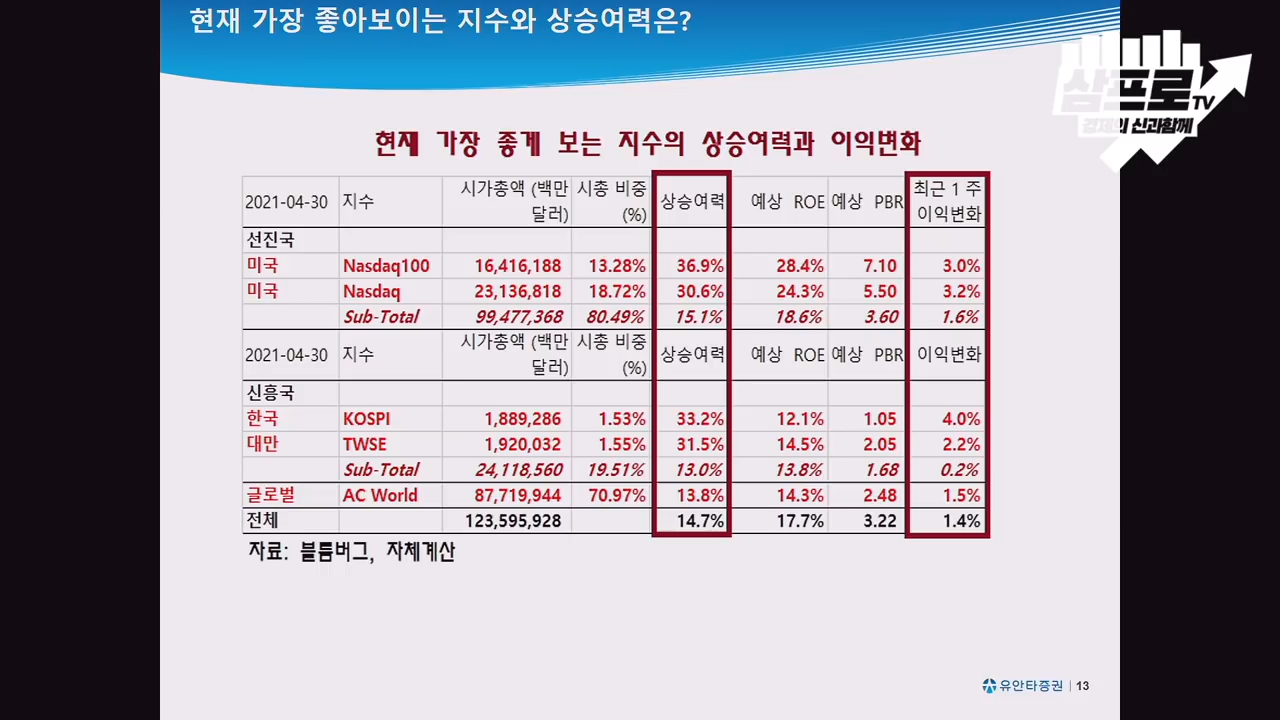 현재 가장 좋아보이는 지수와 상승여력은?
삼프로TV
경제의 신과함께
현재 가장 좋게 보는 지수의 상승여력과 이익변화
2021-04-30 지수 시가총액 (백만 달러) 시총 비중 (%) 상승여력 예상 ROE 예상 PBR 최근 1 주 이익변화
선진국
미국 Nasdaq100 16,416,188 13.28% 36.9% 28.4% 7.10 3.0%
미국 Nasdaq 23,136,818 18.72% 30.6% 24.3% 5.50 3.2%
Sub-Total 99,477,368 80.49% 15.1% 18.6% 3.60 1.6%
2021-04-30 지수 시가총액 (백만 달러) 시총 비중 (%) 상승여력 예상 ROE 예상 PBR 이익변화
신흥국
한국 KOSPI 1,889,286 1.53% 33.2% 12.1% 1.05 4.0%
대만 TWSE 1,920,032 1.55% 31.5% 14.5% 2.05 2.2%
Sub-Total 24,118,560 19.51% 13.0% 13.8% 1.68 0.2%
글로벌 AC World 87,719,944 70.97% 13.8% 14.3% 2.48 1.5%
전체 123,595,928 14.7% 17.7% 3.22 1.4%
자료: 블룸버그, 자체계산
유안타증권 | 13